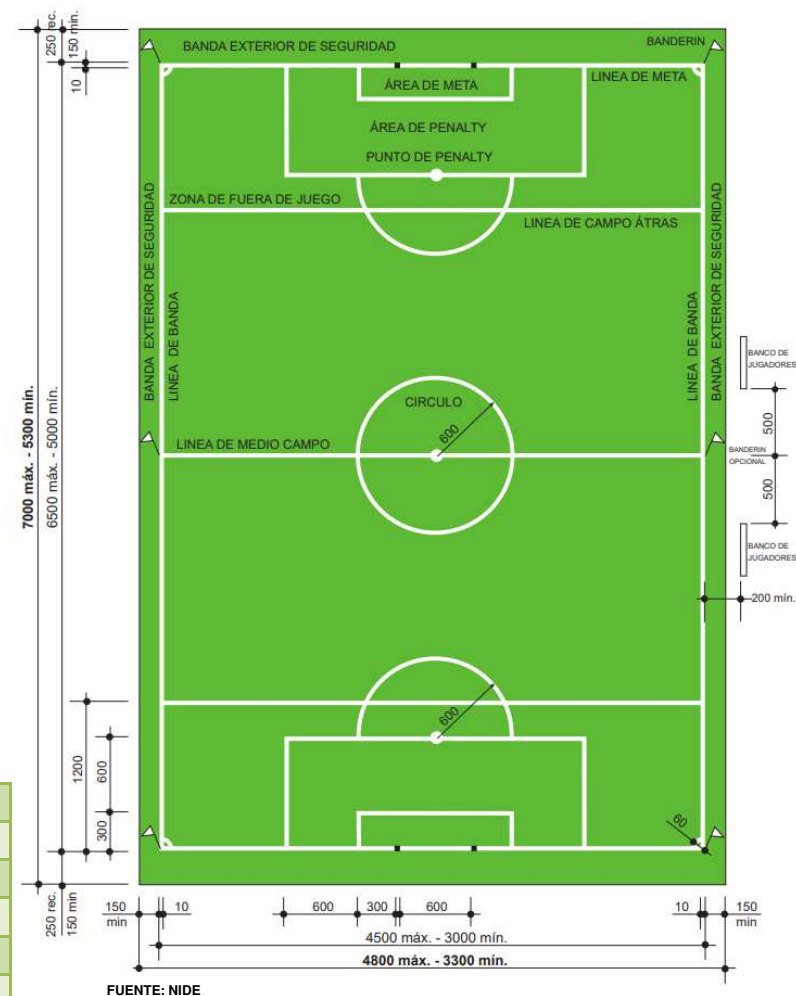 250 rec.
150 mín.
10
BANDA EXTERIOR DE SEGURIDAD
BANDERIN
ÁREA DE META
LINEA DE META
ÁREA DE PENALTY
PUNTO DE PENALTY
ZONA DE FUERA DE JUEGO
LINEA DE CAMPO ÁTRAS
BANDA EXTERIOR DE SEGURIDAD
LINEA DE BANDA
LINEA DE BANDA
BANDA EXTERIOR DE SEGURIDAD
BANCO DE
JUGADORES
CIRCULO
600
500
LINEA DE MEDIO CAMPO
BANDERIN
OPCIONAL
500
7000 máx. - 5300 mín.
6500 máx. - 5000 mín.
BANCO DE
JUGADORES
200 mín.
600
1200
600
300
60
250 rec.
150 min
150
min
10
600
300
600
10
150
min
4500 máx. - 3000 mín.
4800 máx. - 3300 mín.
FUENTE: NIDE